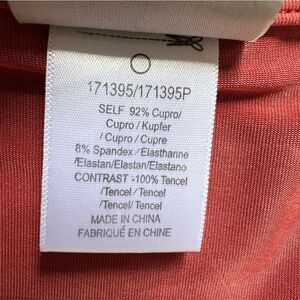 171395/171395P
SELF 92% Cupro/
Cupro / Kupfer
/ Cupro / Cupre
8% Spandex / Elasthanne
/Elastan/Elastan/Elastano
CONTRAST -100% Tencel
/Tencel / Tencel
/Tencel/ Tencel
MADE IN CHINA
FABRIQUÉ EN CHINE